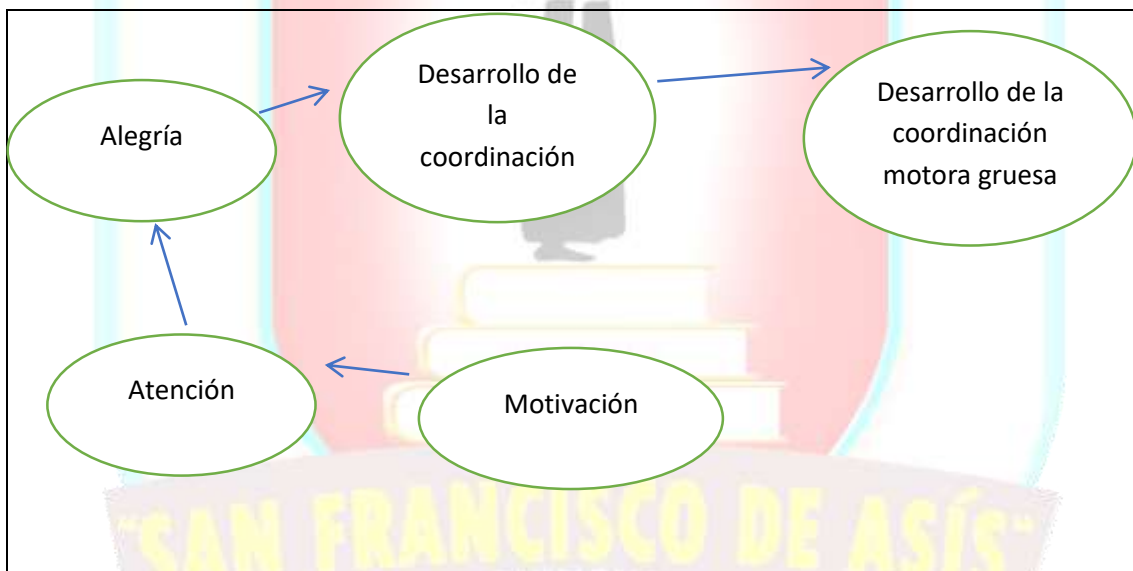 Alegría
Desarrollo de
la
coordinación
Desarrollo de la
coordinación
motora gruesa
Atención
Motivación
"SAN FRANCISCO DE ASÍS"